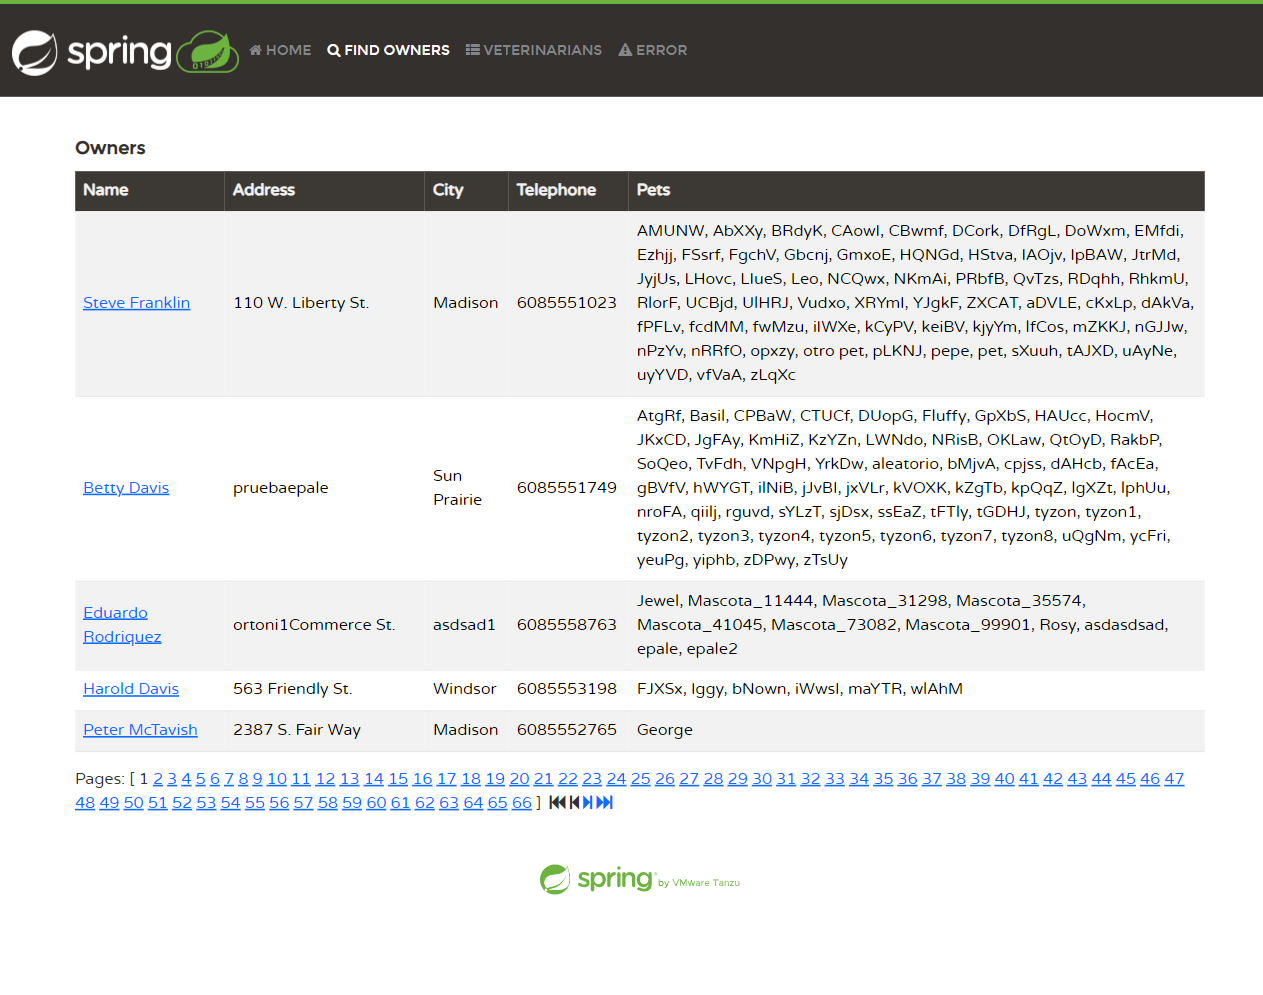 spring HOME FIND OWNERS VETERINARIANS ERROR
Owners
Name Address City Telephone Pets
Steve Franklin 110 W. Liberty St. Madison 6085551023 AMUNW, AbXXy, BRdyK, CAowI, CBwmf, DCork, DfRgL, DoWxm, EMfdi,
Ezhjj, FSsrf, FgchV, Gbcnj, GmxoE, HQNGd, HStva, IAOjv, IpBAW, JtrMd,
JyjUs, LHovc, LIueS, Leo, NCQwx, NKmAi, PRbfB, QvTzs, RDqhh, RhkmU,
RlorF, UCBjd, UlHRJ, Vudxo, XRYmI, YJgkF, ZXCAT, aDVLE, cKxLp, dAkVa,
fPFLv, fcdMM, fwMzu, iIWXe, kCyPV, keiBV, kjyYm, lfCos, mZKKJ, nGJJw,
nPzYv, nRRfO, opxzy, otro pet, pLKNJ, pepe, pet, sXuuh, tAJXD, uAyNe,
uyYVD, vfVaA, zLqXc
Betty Davis pruebaepale Sun Prairie 6085551749 AtgRf, Basil, CPBaW, CTUCf, DUopG, Fluffy, GpXbS, HAUcc, HocmV,
JKxCD, JgFAy, KmHiZ, KzYZn, LWNdo, NRisB, OKLaw, QtOyD, RakbP,
SoQeo, TvFdh, VNpgH, YrkDw, aleatorio, bMjvA, cpjss, dAHcb, fAcEa,
gBVfV, hWYGT, ilNiB, jJvBI, jxVLr, kVOXK, kZgTb, kpQqZ, lgXZt, lphUu,
nroFA, qiilj, rguvd, sYLzT, sjDsx, ssEaZ, tFTly, tGDHJ, tyzon, tyzon1,
tyzon2, tyzon3, tyzon4, tyzon5, tyzon6, tyzon7, tyzon8, uQgNm, ycFri,
yeuPg, yiphb, zDPwy, zTsUy
Eduardo Rodriquez ortoni1Commerce St. asdsad1 6085558763 Jewel, Mascota_11444, Mascota_31298, Mascota_35574,
Mascota_41045, Mascota_73082, Mascota_99901, Rosy, asdasdsad,
epale, epale2
Harold Davis 563 Friendly St. Windsor 6085553198 FJXSx, Iggy, bNown, iWwsI, maYTR, wlAhM
Peter McTavish 2387 S. Fair Way Madison 6085552765 George
Pages: [ 1 2 3 4 5 6 7 8 9 10 11 12 13 14 15 16 17 18 19 20 21 22 23 24 25 26 27 28 29 30 31 32 33 34 35 36 37 38 39 40 41 42 43 44 45 46 47
48 49 50 51 52 53 54 55 56 57 58 59 60 61 62 63 64 65 66 ]
spring by VMware Tanzu